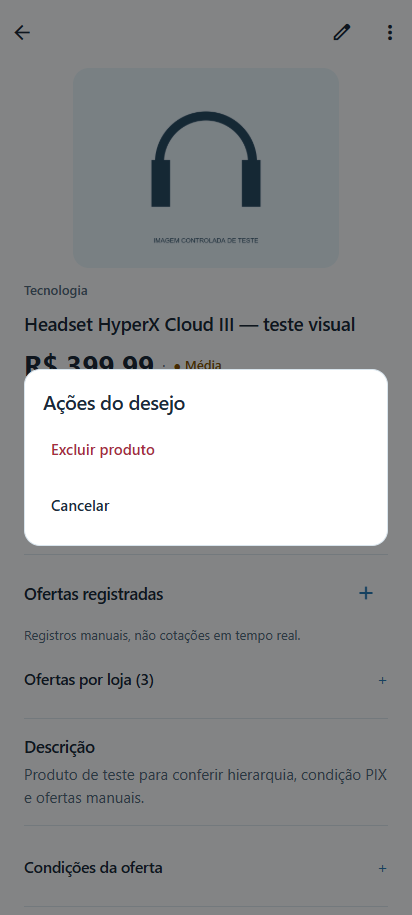 IMAGEM CONTROLADA DE TESTE
Tecnologia
Headset HyperX Cloud III — teste visual
R$ 399,99 · ● Média
Ações do desejo
Excluir produto
Cancelar
Ofertas registradas +
Registros manuais, não cotações em tempo real.
Ofertas por loja (3) +
Descrição
Produto de teste para conferir hierarquia, condição PIX
e ofertas manuais.
Condições da oferta +